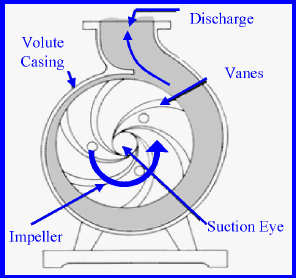 Discharge
Volute
Casing
Vanes
Impeller
Suction Eye